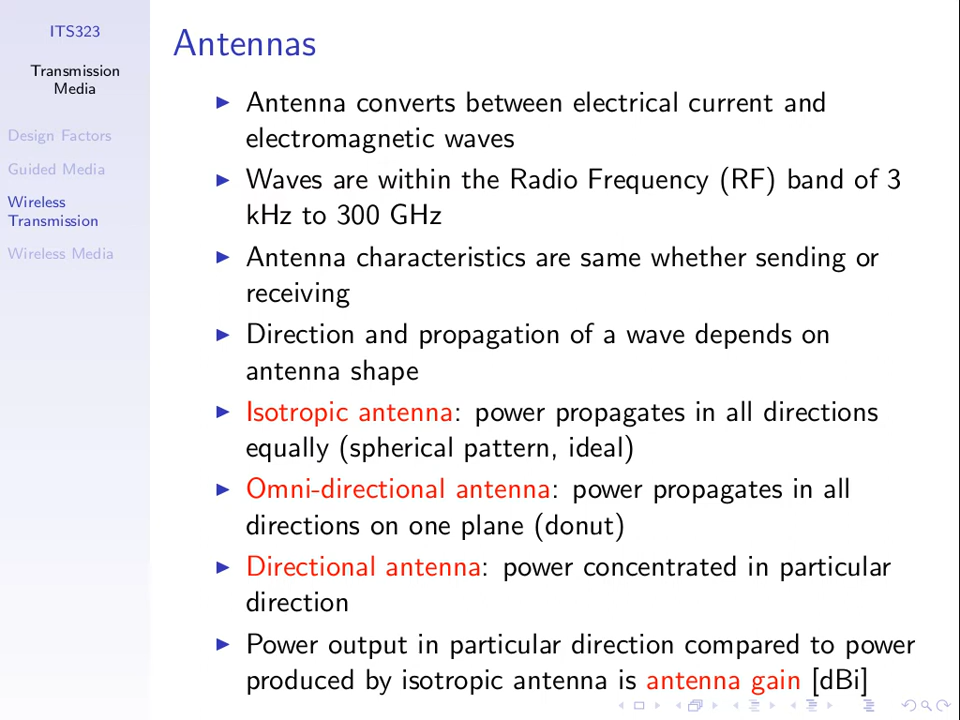 ITS323
Transmission
Media
Design Factors
Guided Media
Wireless
Transmission
Wireless Media
Antennas
Antenna converts between electrical current and
electromagnetic waves
Waves are within the Radio Frequency (RF) band of 3
kHz to 300 GHz
Antenna characteristics are same whether sending or
receiving
Direction and propagation of a wave depends on
antenna shape
Isotropic antenna: power propagates in all directions
equally (spherical pattern, ideal)
Omni-directional antenna: power propagates in all
directions on one plane (donut)
Directional antenna: power concentrated in particular
direction
Power output in particular direction compared to power
produced by isotropic antenna is antenna gain [dBi]